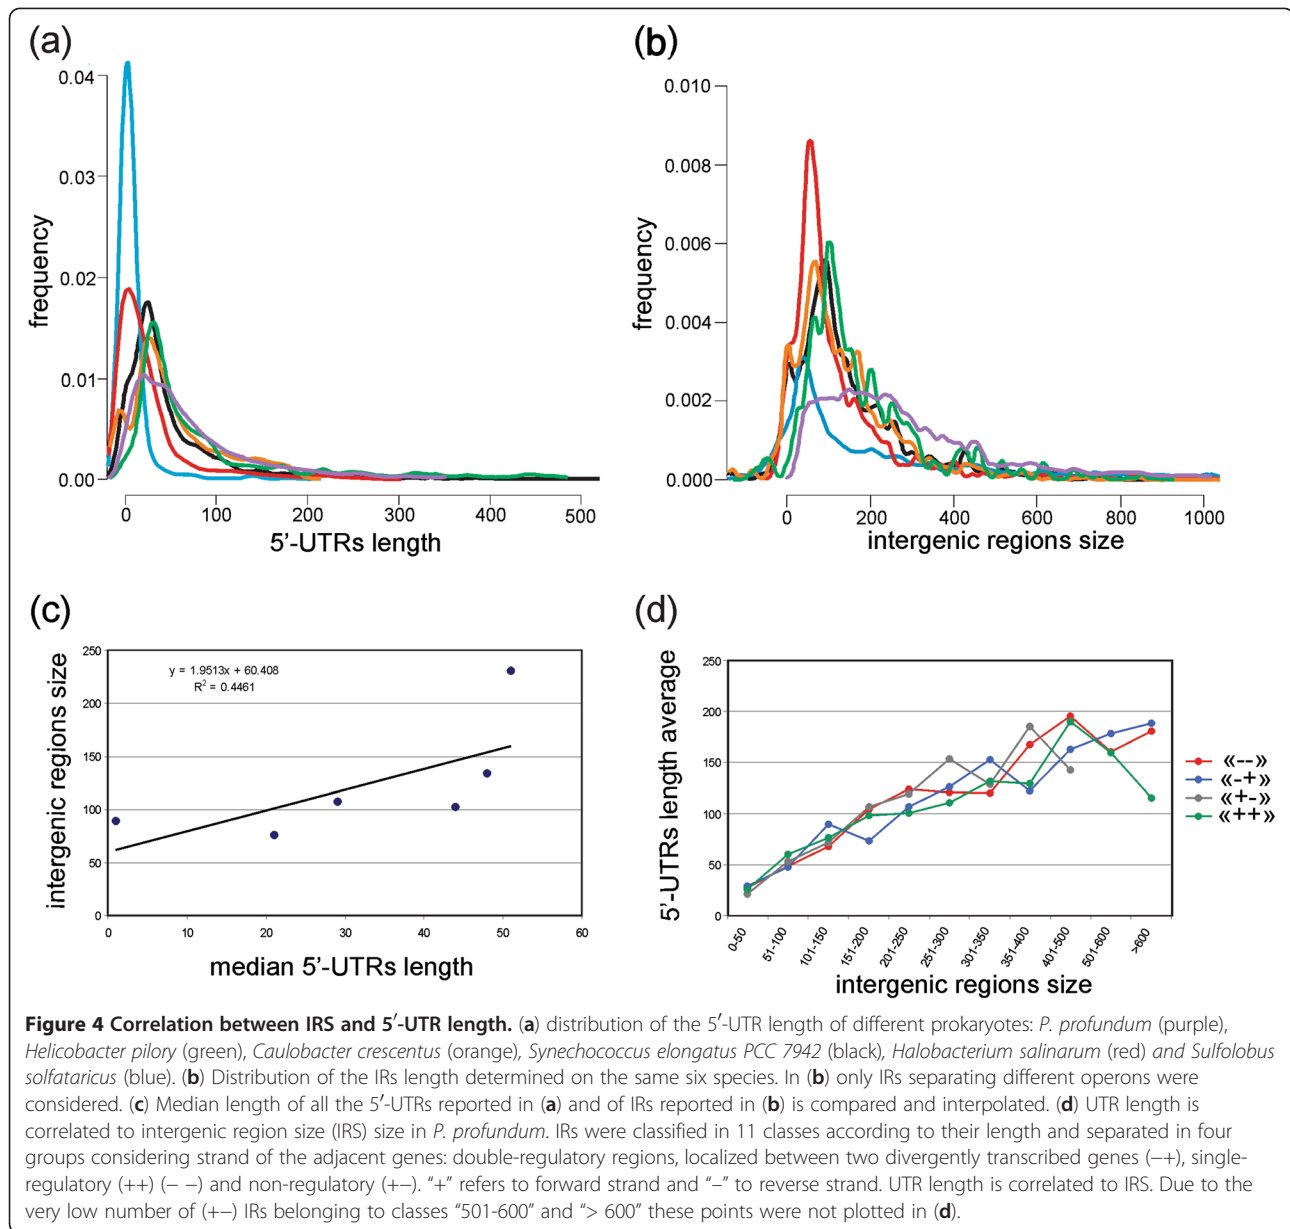 (a)
0.04
0.03
0.02
0.01
0.00
frequency
0 100 200 300 400 500
5'-UTRs length
(b)
0.010
0.008
0.006
0.004
0.002
0.000
frequency
0 200 400 600 800 1000
intergenic regions size
(c)
250
200
150
100
50
0
intergenic regions size
y = 1.9513x + 60.408
R2 = 0.4461
0 10 20 30 40 50 60
median 5'-UTRs length
(d)
250
200
150
100
50
0
5'-UTRs length average
0-50
51-100
101-150
151-200
201-250
251-300
301-350
351-400
401-500
501-600
>600
intergenic regions size
«--»
«-+»
«+-»
«++»
Figure 4 Correlation between IRS and 5′-UTR length. (a) distribution of the 5′-UTR length of different prokaryotes: P. profundum (purple),
Helicobacter pilory (green), Caulobacter crescentus (orange), Synechococcus elongatus PCC 7942 (black), Halobacterium salinarum (red) and Sulfolobus
solfataricus (blue). (b) Distribution of the IRs length determined on the same six species. In (b) only IRs separating different operons were
considered. (c) Median length of all the 5′-UTRs reported in (a) and of IRs reported in (b) is compared and interpolated. (d) UTR length is
correlated to intergenic region size (IRS) size in P. profundum. IRs were classified in 11 classes according to their length and separated in four
groups considering strand of the adjacent genes: double-regulatory regions, localized between two divergently transcribed genes (−+), single-
regulatory (++) (− −) and non-regulatory (+−). "+" refers to forward strand and "–" to reverse strand. UTR length is correlated to IRS. Due to the
very low number of (+−) IRs belonging to classes "501-600" and "> 600" these points were not plotted in (d).